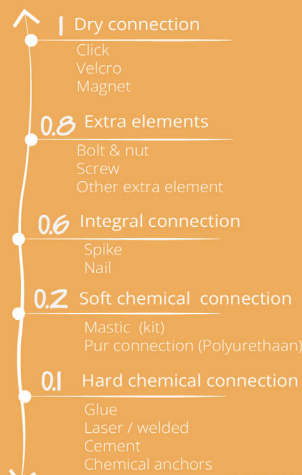 1 Dry connection
Click
Velcro
Magnet
0.8 Extra elements
Bolt & nut
Screw
Other extra element
0.6 Integral connection
Spike
Nail
0.2 Soft chemical connection
Mastic (kit)
Pur connection (Polyurethaan)
0.1 Hard chemical connection
Glue
Laser / welded
Cement
Chemical anchors